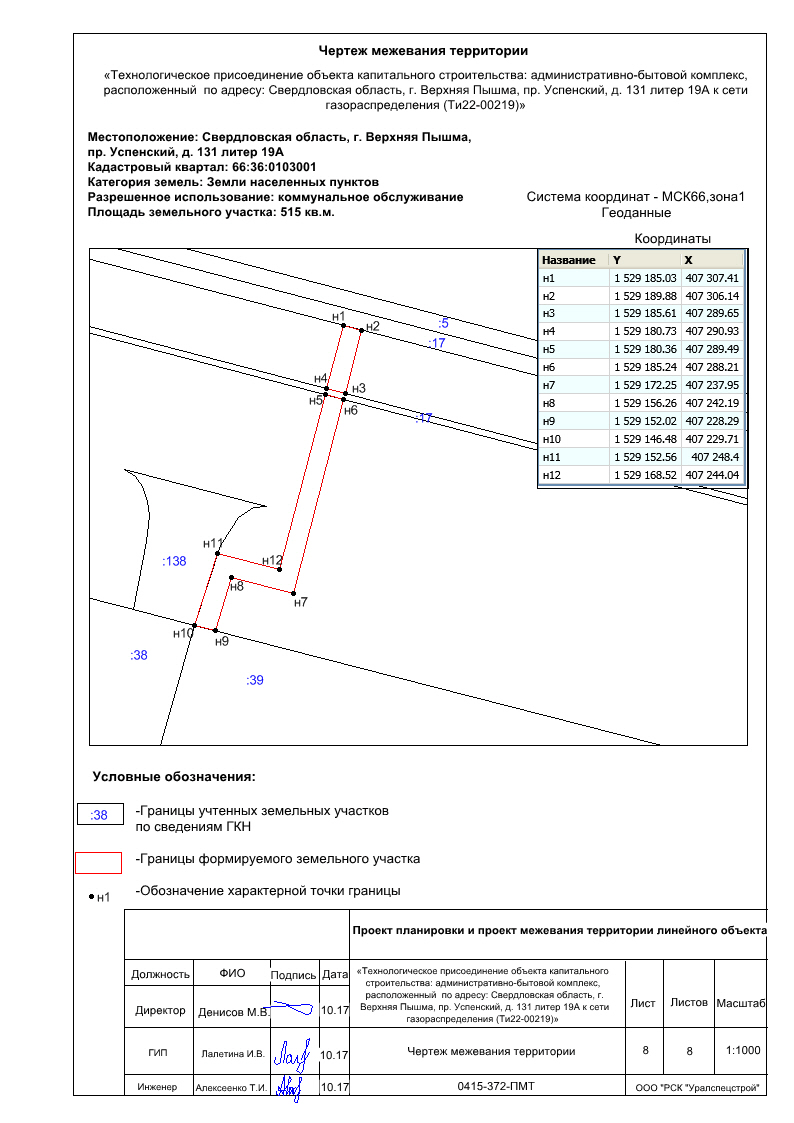 Чертеж межевания территории
«Технологическое присоединение объекта капитального строительства: административно-бытовой комплекс,
расположенный по адресу: Свердловская область, г. Верхняя Пышма, пр. Успенский, д. 131 литер 19А к сети
газораспределения (Ти22-00219)»
Местоположение: Свердловская область, г. Верхняя Пышма,
пр. Успенский, д. 131 литер 19А
Кадастровый квартал: 66:36:0103001
Категория земель: Земли населенных пунктов
Разрешенное использование: коммунальное обслуживание
Площадь земельного участка: 515 кв.м.
Система координат - МСК66,зона1
Геоданные
Координаты
Название Y X
н1 1 529 185.03 407 307.41
н2 1 529 189.88 407 306.14
н3 1 529 185.61 407 289.65
н4 1 529 180.73 407 290.93
н5 1 529 180.36 407 289.49
н6 1 529 185.24 407 288.21
н7 1 529 172.25 407 237.95
н8 1 529 156.26 407 242.19
н9 1 529 152.02 407 228.29
н10 1 529 146.48 407 229.71
н11 1 529 152.56 407 248.4
н12 1 529 168.52 407 244.04
н1
н2
:5
:17
н4
н3
н5
н6
:17
н11
:138
н12
н8
н7
н10
н9
:38
:39
Условные обозначения:
:38
-Границы учтенных земельных участков
по сведениям ГКН
-Границы формируемого земельного участка
н1
-Обозначение характерной точки границы
Проект планировки и проект межевания территории линейного объекта
Должность ФИО Подпись Дата
«Технологическое присоединение объекта капитального
строительства: административно-бытовой комплекс,
расположенный по адресу: Свердловская область, г.
Верхняя Пышма, пр. Успенский, д. 131 литер 19А к сети
газораспределения (Ти22-00219)»
Лист Листов Масштаб
Директор Денисов М.В. 10.17
ГИП Лалетина И.В. 10.17
Чертеж межевания территории
8 8 1:1000
Инженер Алексеенко Т.И. 10.17
0415-372-ПМТ
ООО "РСК "Уралспецстрой"